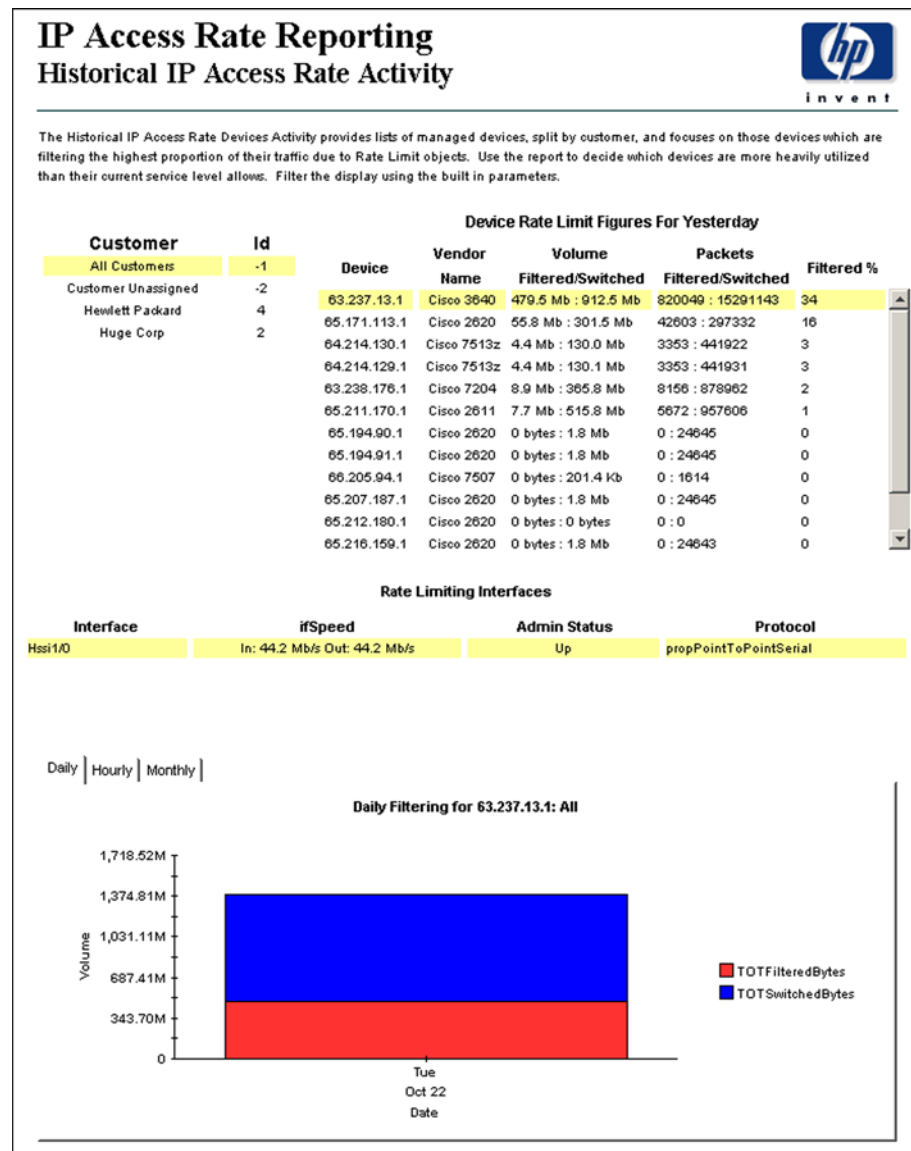 IP Access Rate Reporting
Historical IP Access Rate Activity
hp
invent
The Historical IP Access Rate Devices Activity provides lists of managed devices, split by customer, and focuses on those devices which are
filtering the highest proportion of their traffic due to Rate Limit objects. Use the report to decide which devices are more heavily utilized
than their current service level allows. Filter the display using the built in parameters.
Customer Id
All Customers -1
Customer Unassigned -2
Hewlett Packard 4
Huge Corp 2
Device Rate Limit Figures For Yesterday
Device Vendor Name Volume Filtered/Switched Packets Filtered/Switched Filtered %
63.237.13.1 Cisco 3640 479.5 Mb : 912.5 Mb 820049 : 15291143 34
65.171.113.1 Cisco 2620 55.8 Mb : 301.5 Mb 42603 : 297332 16
64.214.130.1 Cisco 7513z 4.4 Mb : 130.0 Mb 3353 : 441922 3
64.214.129.1 Cisco 7513z 4.4 Mb : 130.1 Mb 3353 : 441931 3
63.238.176.1 Cisco 7204 8.9 Mb : 365.8 Mb 8156 : 878962 2
65.211.170.1 Cisco 2611 7.7 Mb : 515.8 Mb 5672 : 957606 1
65.194.90.1 Cisco 2620 0 bytes : 1.8 Mb 0 : 24645 0
65.194.91.1 Cisco 2620 0 bytes : 1.8 Mb 0 : 24645 0
66.205.94.1 Cisco 7507 0 bytes : 201.4 Kb 0 : 1614 0
65.207.187.1 Cisco 2620 0 bytes : 1.8 Mb 0 : 24645 0
65.212.180.1 Cisco 2620 0 bytes : 0 bytes 0 : 0 0
65.216.159.1 Cisco 2620 0 bytes : 1.8 Mb 0 : 24643 0
Rate Limiting Interfaces
Interface ifSpeed Admin Status Protocol
Hssi1/0 In: 44.2 Mb/s Out: 44.2 Mb/s Up propPointToPointSerial
Daily Hourly Monthly
Daily Filtering for 63.237.13.1: All
1,718.52M
1,374.81M
1,031.11M
687.41M
343.70M
0
Volume
Tue
Oct 22
Date
TOTFilteredBytes
TOTSwitchedBytes